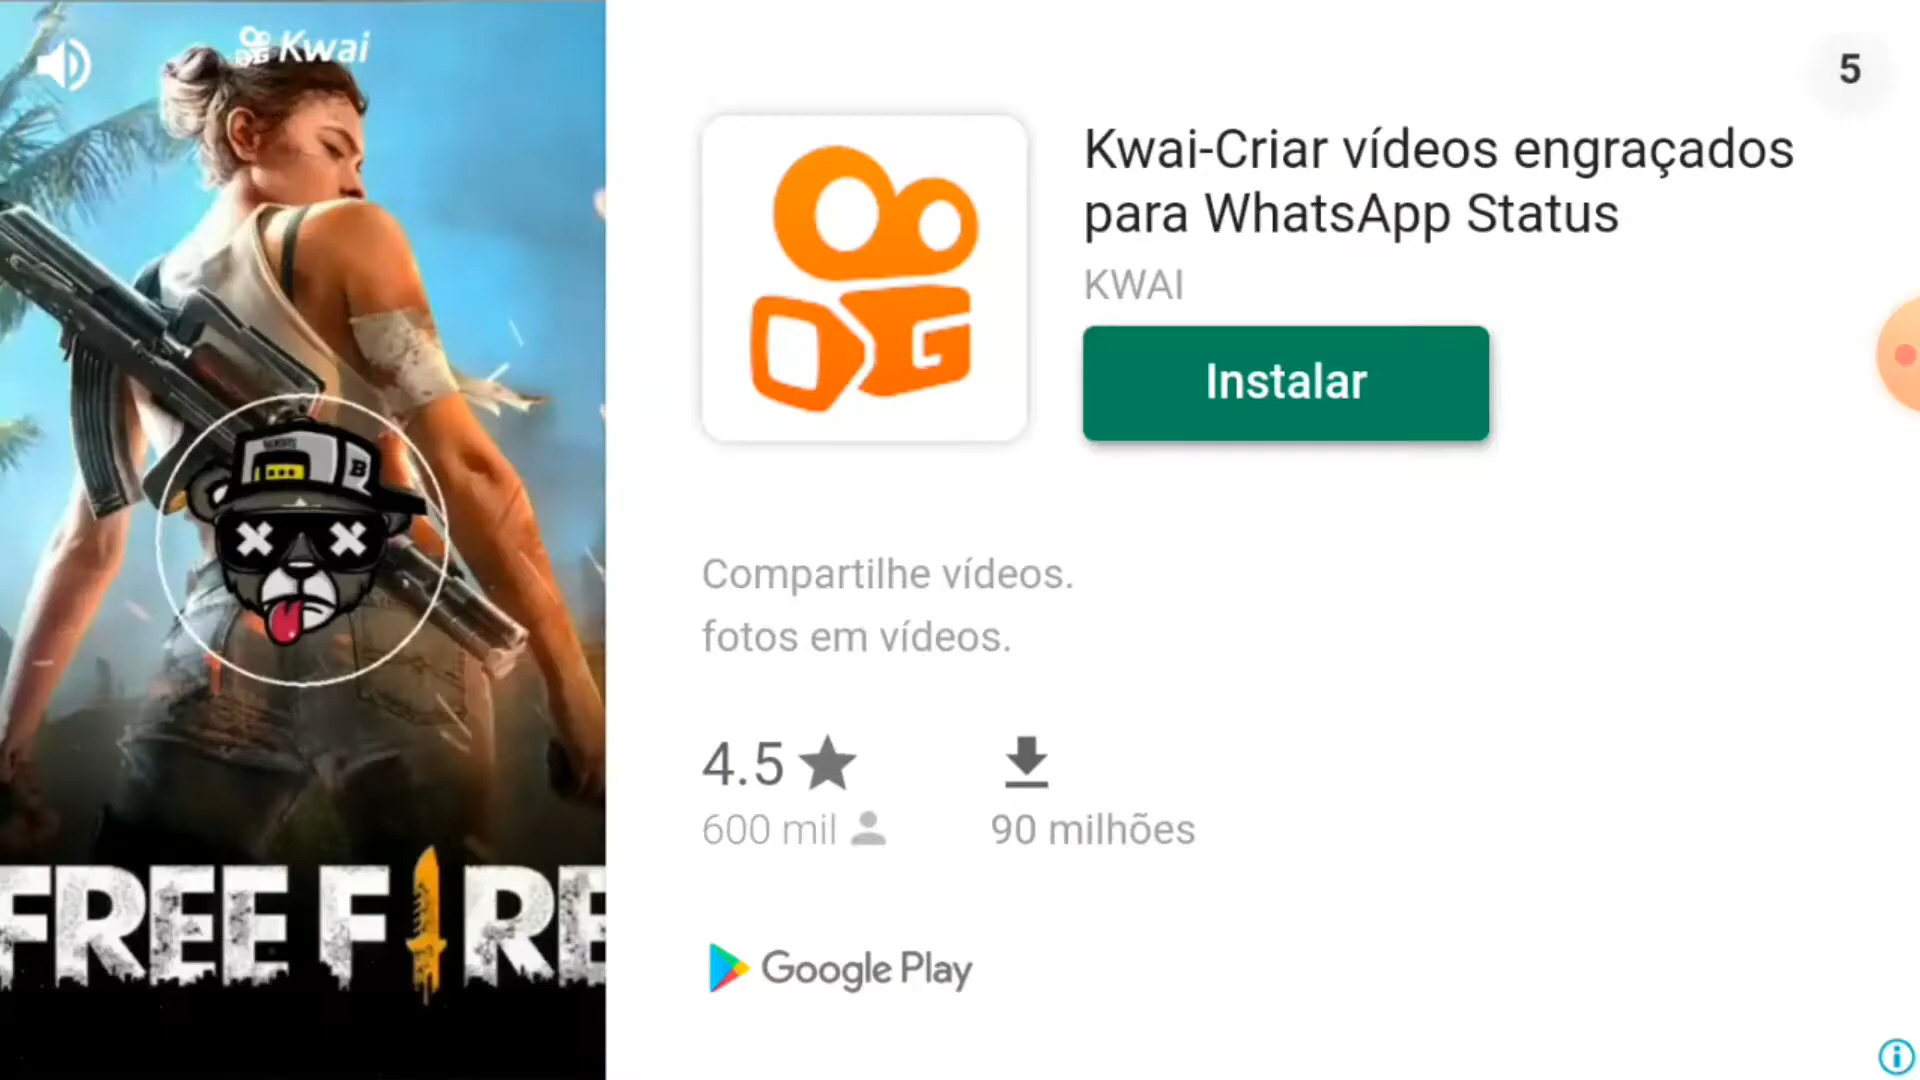 Kwai
FREE FIRE
5
Kwai-Criar vídeos engraçados
para WhatsApp Status
KWAI
Instalar
Compartilhe vídeos.
fotos em vídeos.
4.5
600 mil
90 milhões
Google Play